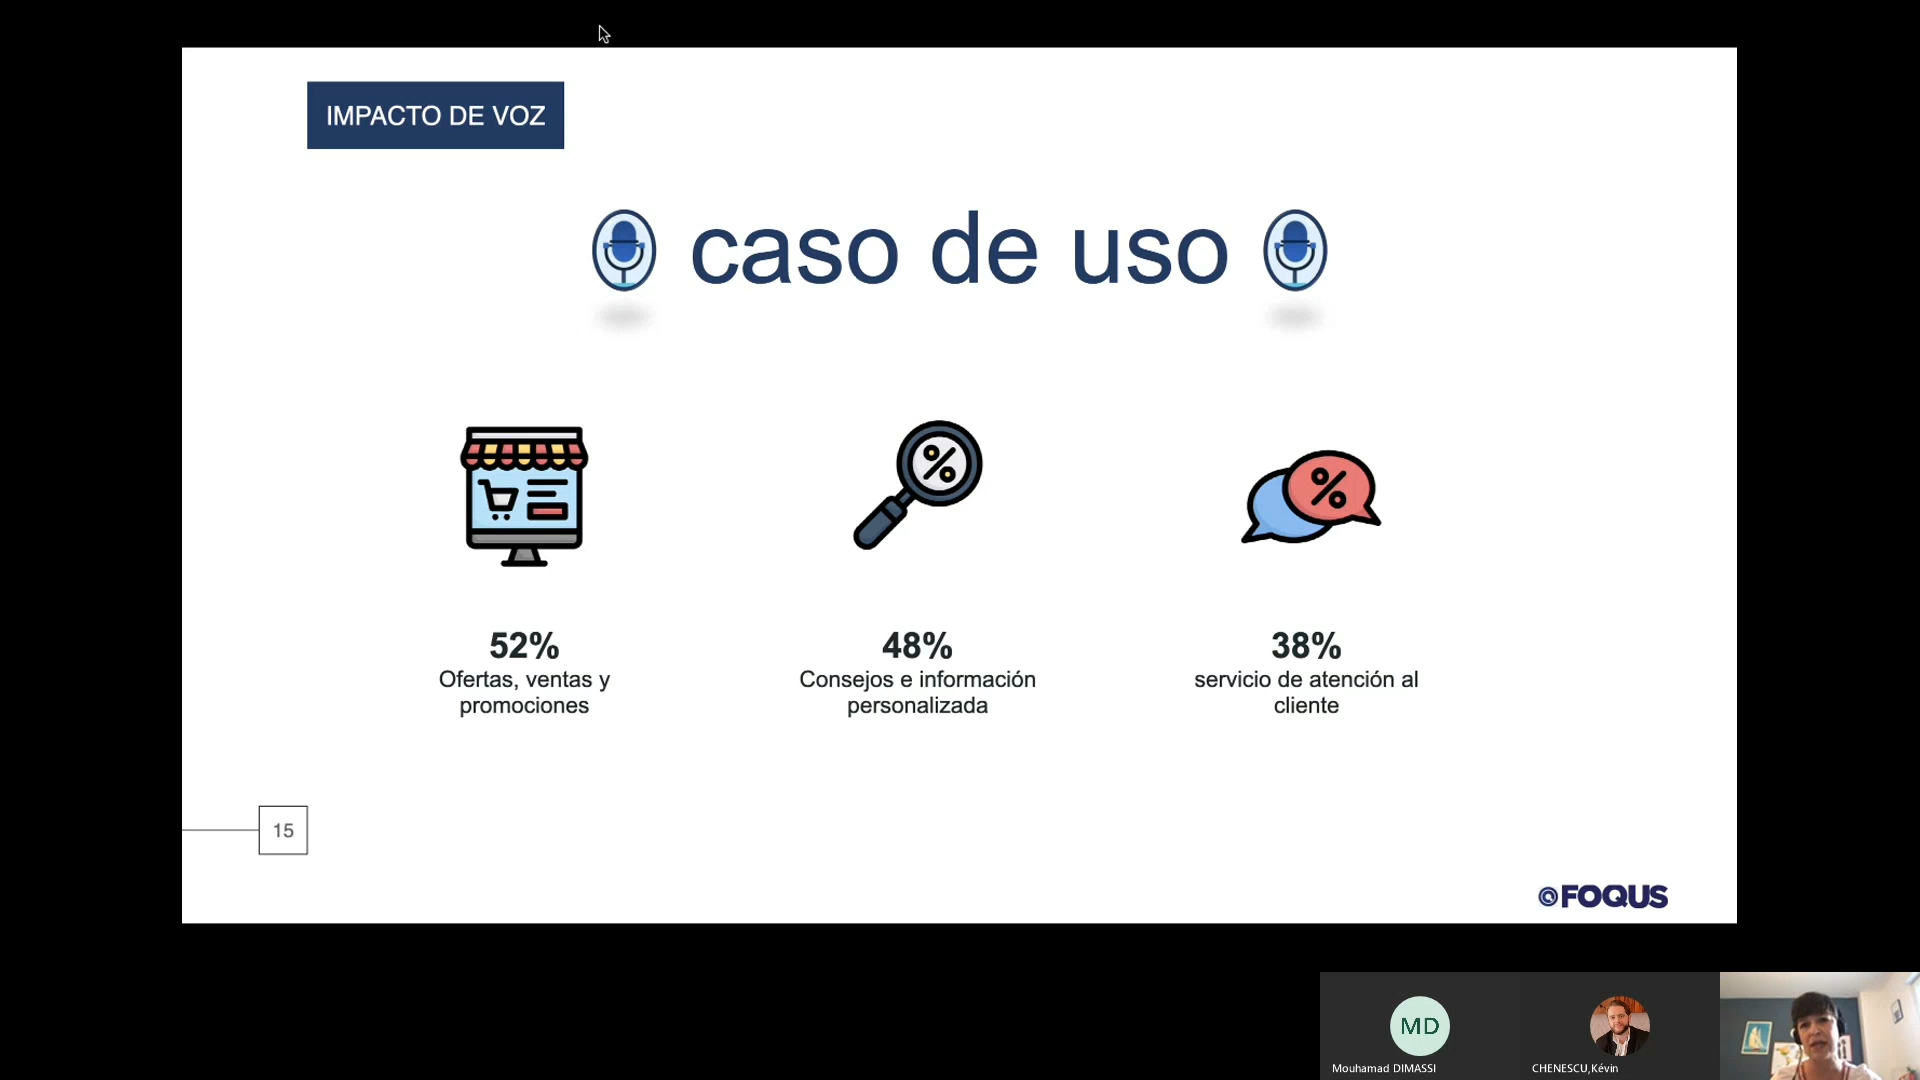 IMPACTO DE VOZ
caso de uso
%
%
52%
Ofertas, ventas y
promociones
48%
Consejos e información
personalizada
38%
servicio de atención al
cliente
15
FOQUS
MD
Mouhamad DIMASSI
CHENESCU,Kévin